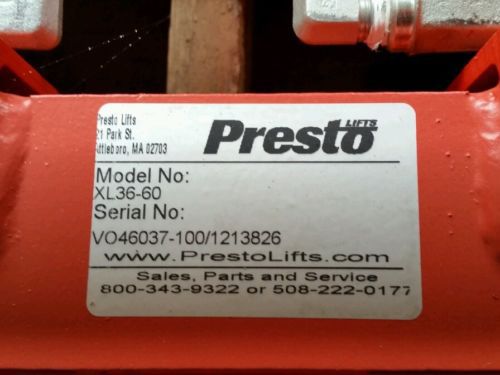 Presto Lifts
21 Park St.
Attleboro, MA 02703
Presto
LIFTS
Model No:
XL36-60
Serial No:
VO46037-100/1213826
www.PrestoLifts.com
Sales, Parts and Service
800-343-9322 or 508-222-0177